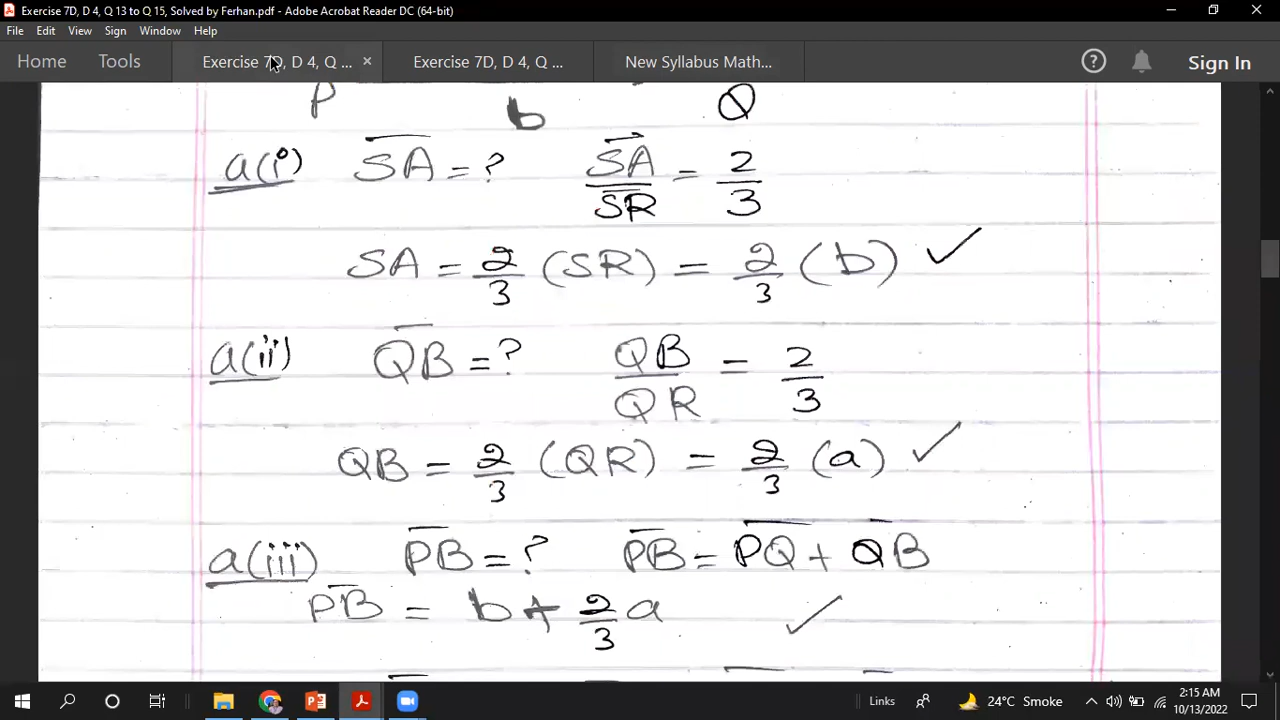 Exercise 7D, D 4, Q 13 to Q 15, Solved by Ferhan.pdf - Adobe Acrobat Reader DC (64-bit)
File Edit View Sign Window Help
Home Tools Exercise 7D, D 4, Q ... × Exercise 7D, D 4, Q ... New Syllabus Math... Sign In
P b Q
a(i) SA = ? SA/SR = 2/3
SA = 2/3 (SR) = 2/3 (b) ✓
a(ii) QB = ? QB/QR = 2/3
QB = 2/3 (QR) = 2/3 (a) ✓
a(iii) PB = ? PB = PQ + QB
PB = b + 2/3 a ✓
Links 24°C Smoke 2:15 AM
10/13/2022